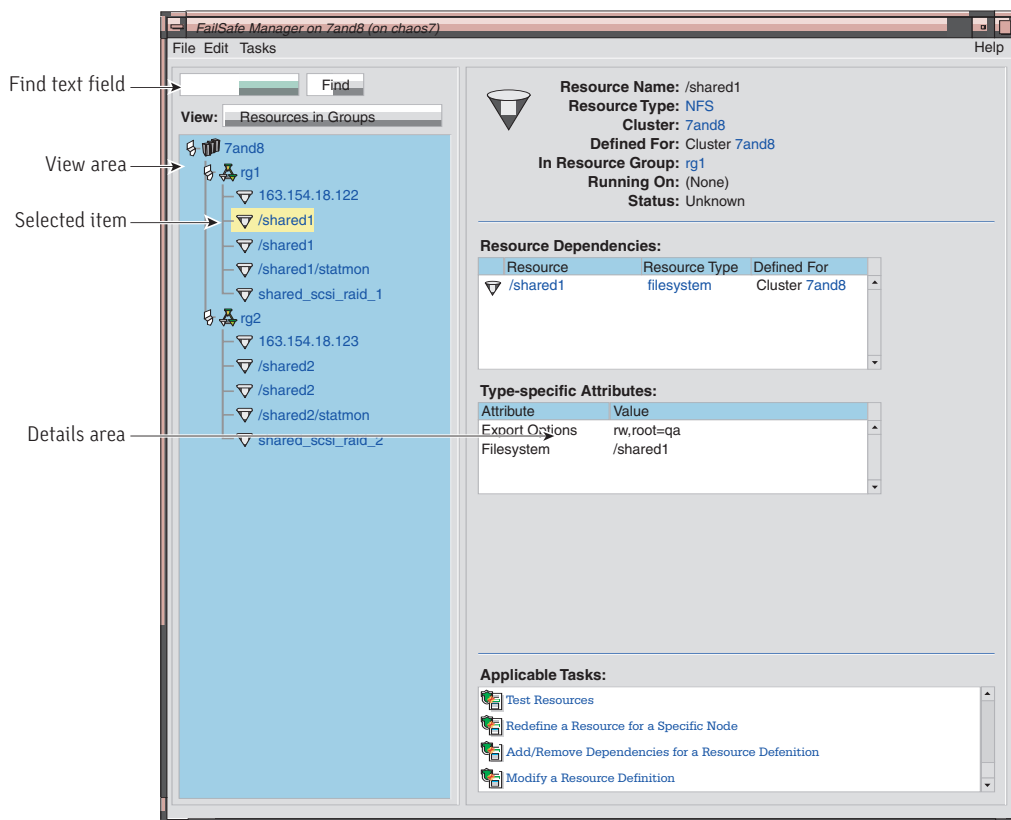 FailSafe Manager on 7and8 (on chaos7)
File Edit Tasks Help
Find text field
Find
View: Resources in Groups
View area
Selected item
Details area
7and8
rg1
163.154.18.122
/shared1
/shared1
/shared1/statmon
shared_scsi_raid_1
rg2
163.154.18.123
/shared2
/shared2
/shared2/statmon
shared_scsi_raid_2
Resource Name: /shared1
Resource Type: NFS
Cluster: 7and8
Defined For: Cluster 7and8
In Resource Group: rg1
Running On: (None)
Status: Unknown
Resource Dependencies:
Resource Resource Type Defined For
/shared1 filesystem Cluster 7and8
Type-specific Attributes:
Attribute Value
Export Options rw,root=qa
Filesystem /shared1
Applicable Tasks:
Test Resources
Redefine a Resource for a Specific Node
Add/Remove Dependencies for a Resource Defenition
Modify a Resource Definition